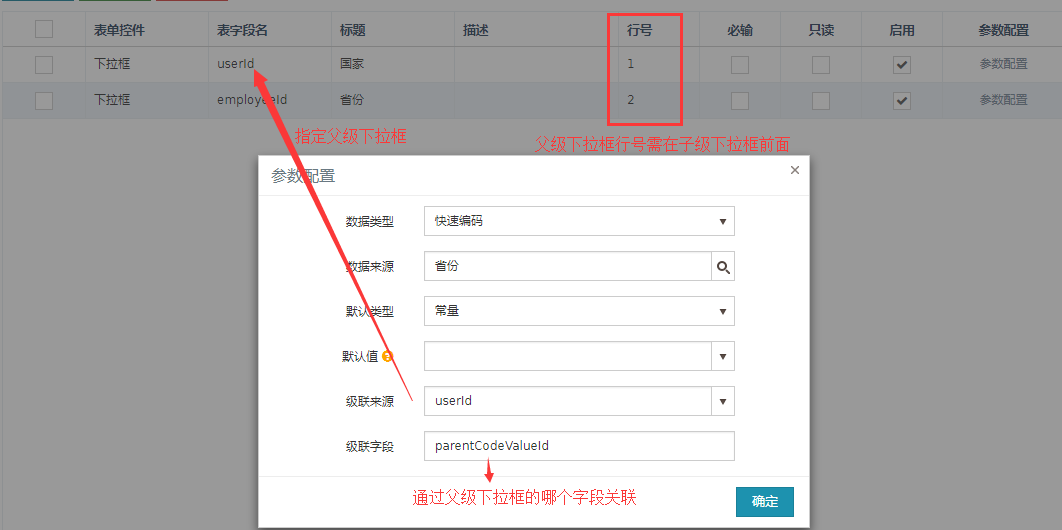 表单控件 表字段名 标题 描述 行号 必输 只读 启用 参数配置
下拉框 userId 国家 1 参数配置
下拉框 employeeId 省份 2 参数配置
指定父级下拉框
父级下拉框行号需在子级下拉框前面
参数配置 ×
数据类型 快速编码
数据来源 省份
默认类型 常量
默认值
级联来源 userId
级联字段 parentCodeValueId
通过父级下拉框的哪个字段关联
确定